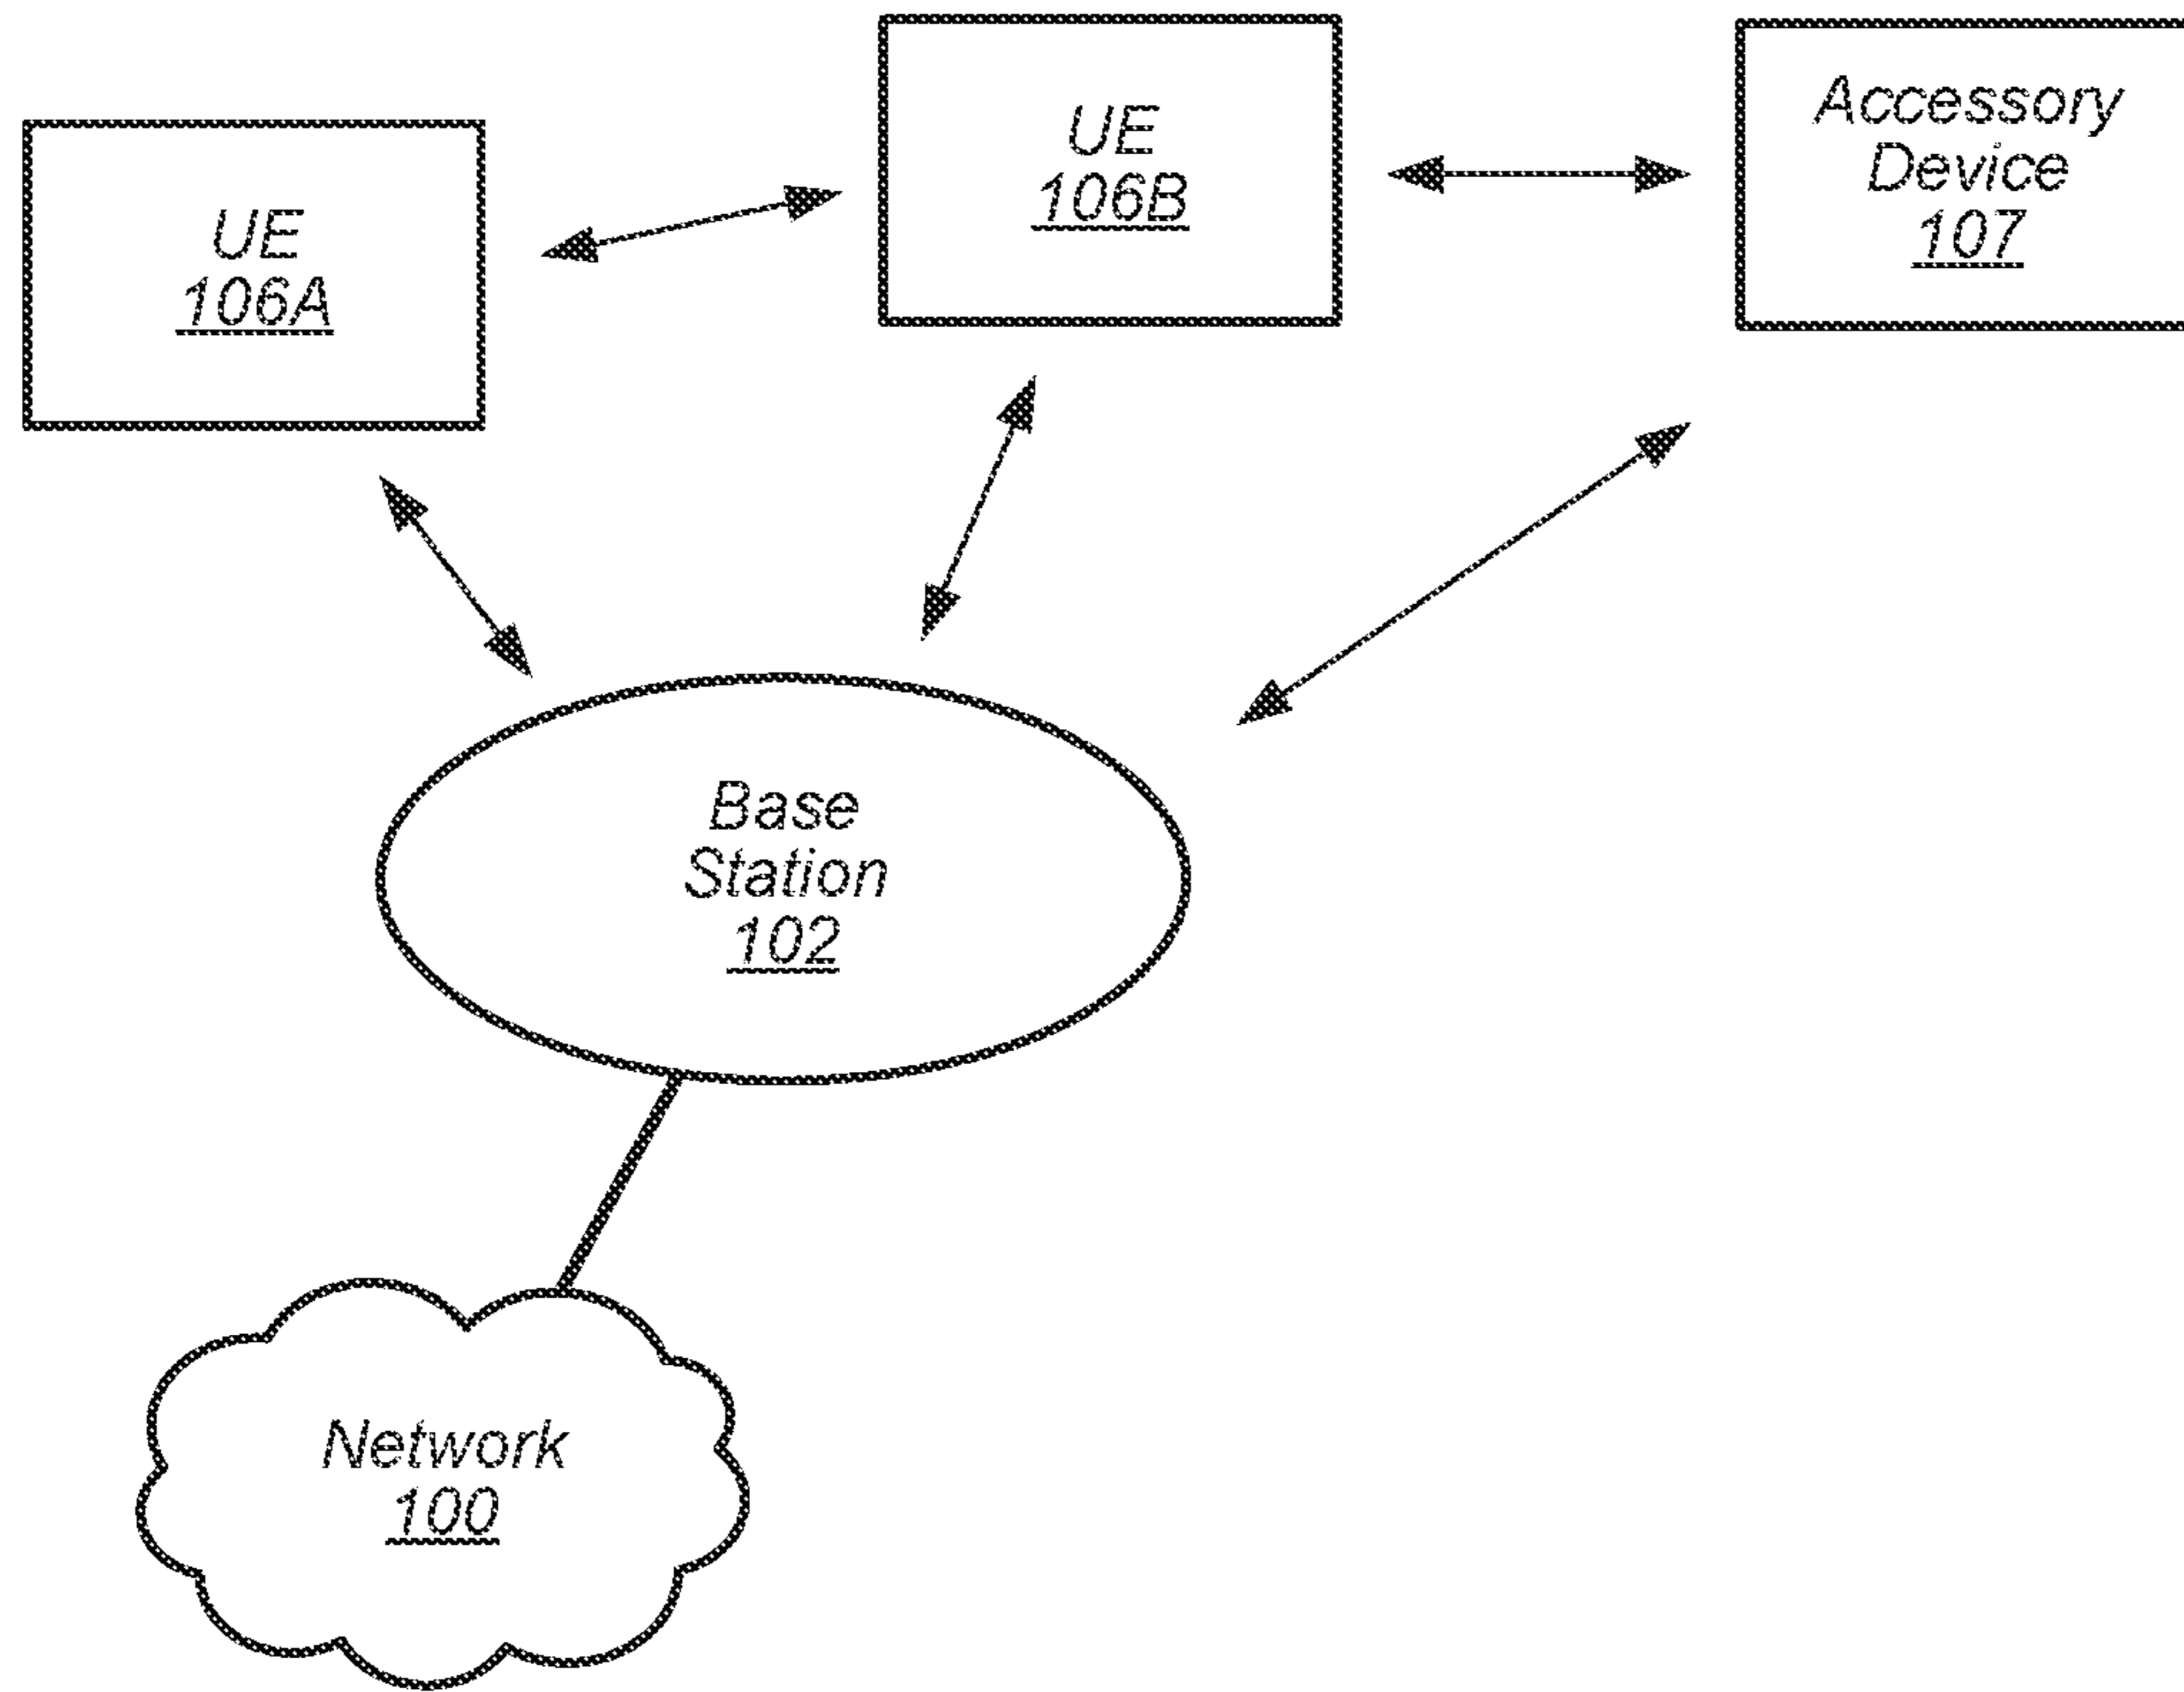 UE
106A
UE
106B
Accessory
Device
107
Base
Station
102
Network
100